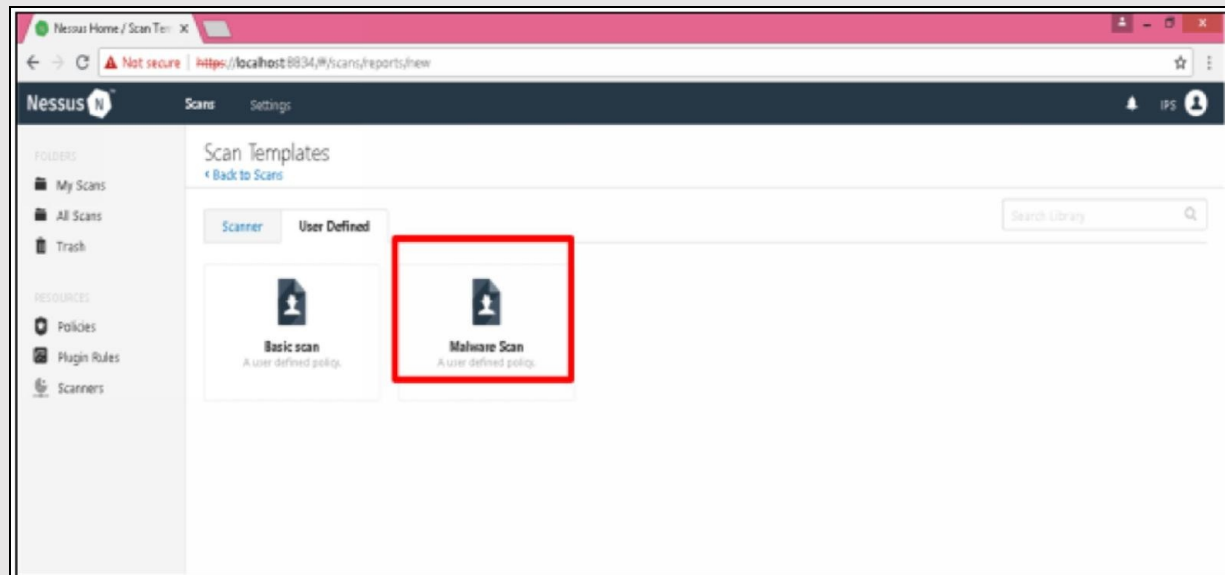 Nessus Home / Scan Tem
Not secure | https://localhost:8834/#/scans/reports/new
Nessus N
Scans
Settings
IPS
FOLDERS
My Scans
All Scans
Trash
RESOURCES
Policies
Plugin Rules
Scanners
Scan Templates
Back to Scans
Scanner
User Defined
Search Library
Basic scan
A user defined policy.
Malware Scan
A user defined policy.